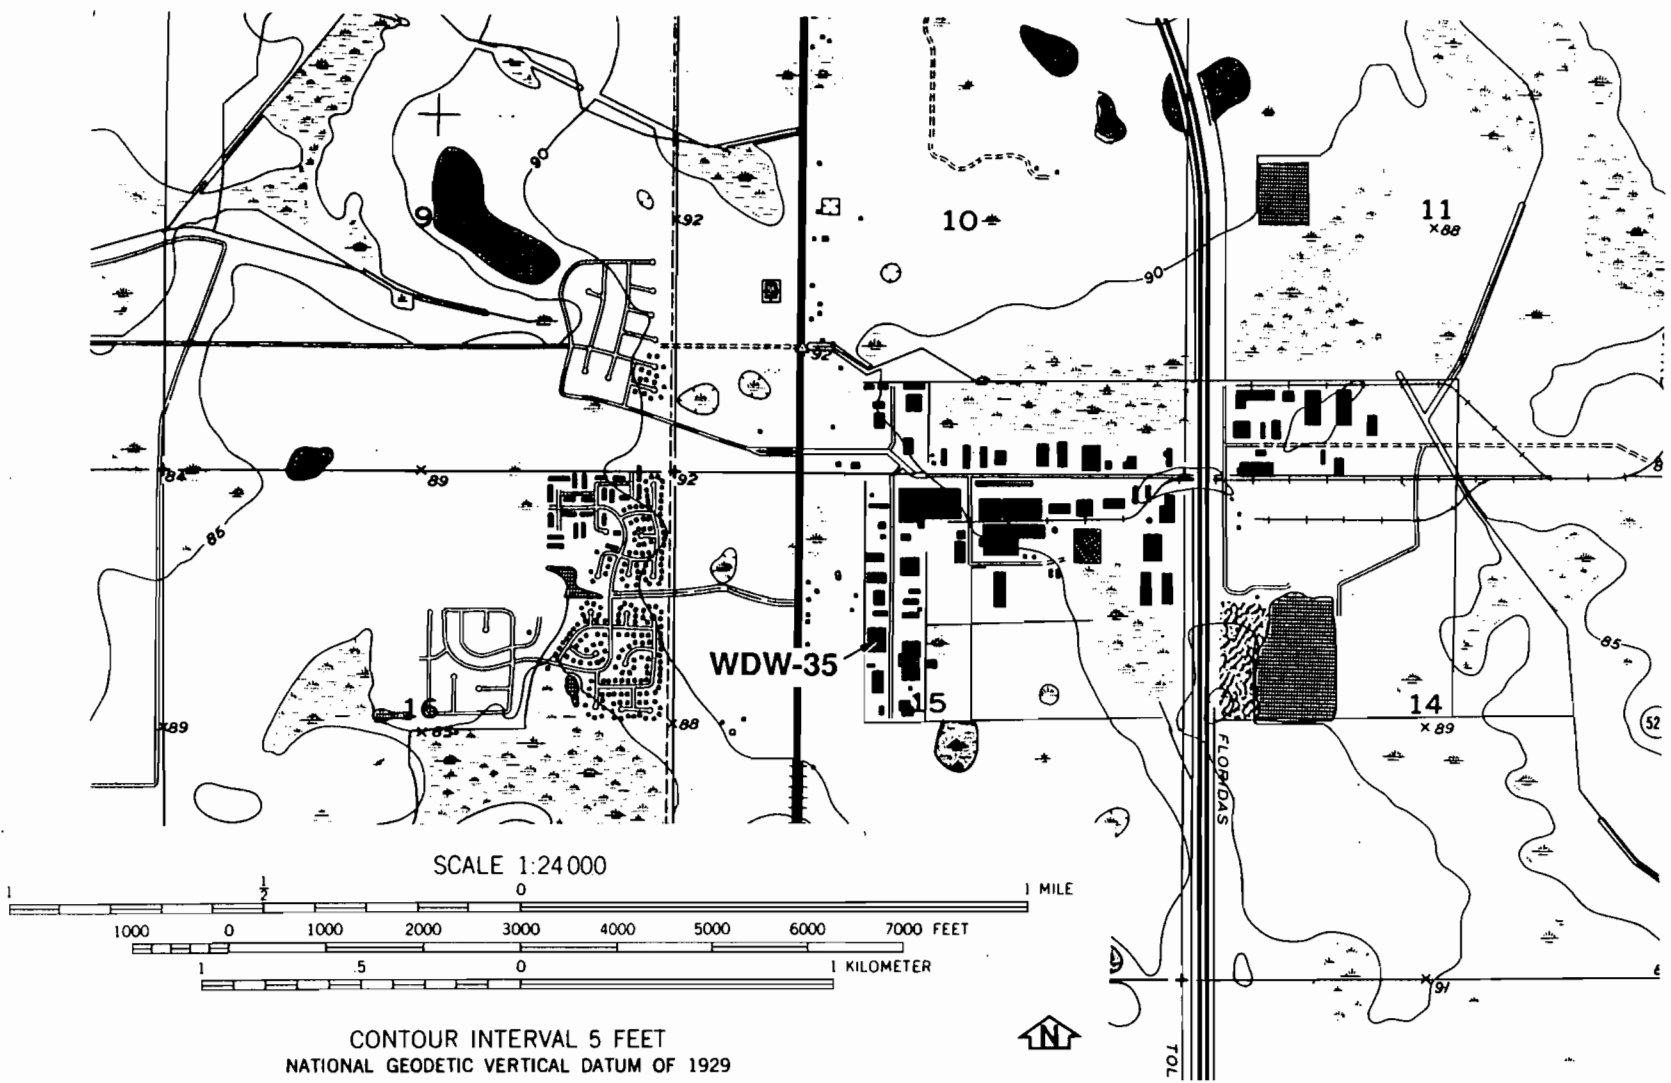 90
9
92
10
11
88
90
92
84
89
92
86
WDW-35
85
16
85
15
14
89
89
88
52
FLORIDAS
SCALE 1:24 000
1 1/2 0 1 MILE
1000 0 1000 2000 3000 4000 5000 6000 7000 FEET
1 .5 0 1 KILOMETER
91
CONTOUR INTERVAL 5 FEET
NATIONAL GEODETIC VERTICAL DATUM OF 1929
N
TOL